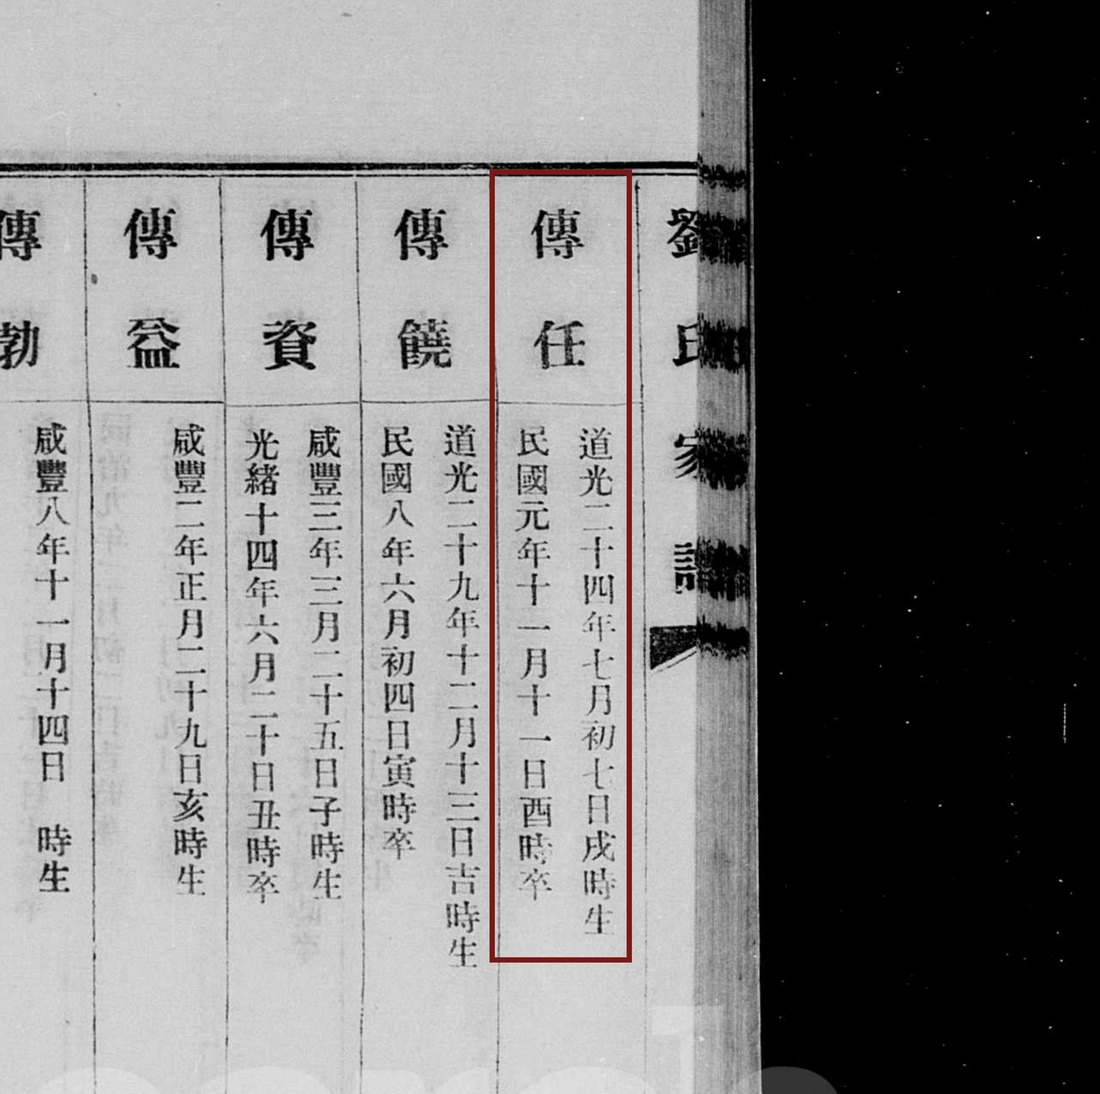 劉氏家譜
傳任
道光二十四年七月初七日戌時生
民國元年十一月十一日酉時卒
傳饒
道光二十九年十二月十三日吉時生
民國八年六月初四日寅時卒
傳資
咸豐三年三月二十五日子時生
光緒十四年六月二十日丑時卒
傳益
咸豐二年正月二十九日亥時生
傳勃
咸豐八年十一月十四日 時生